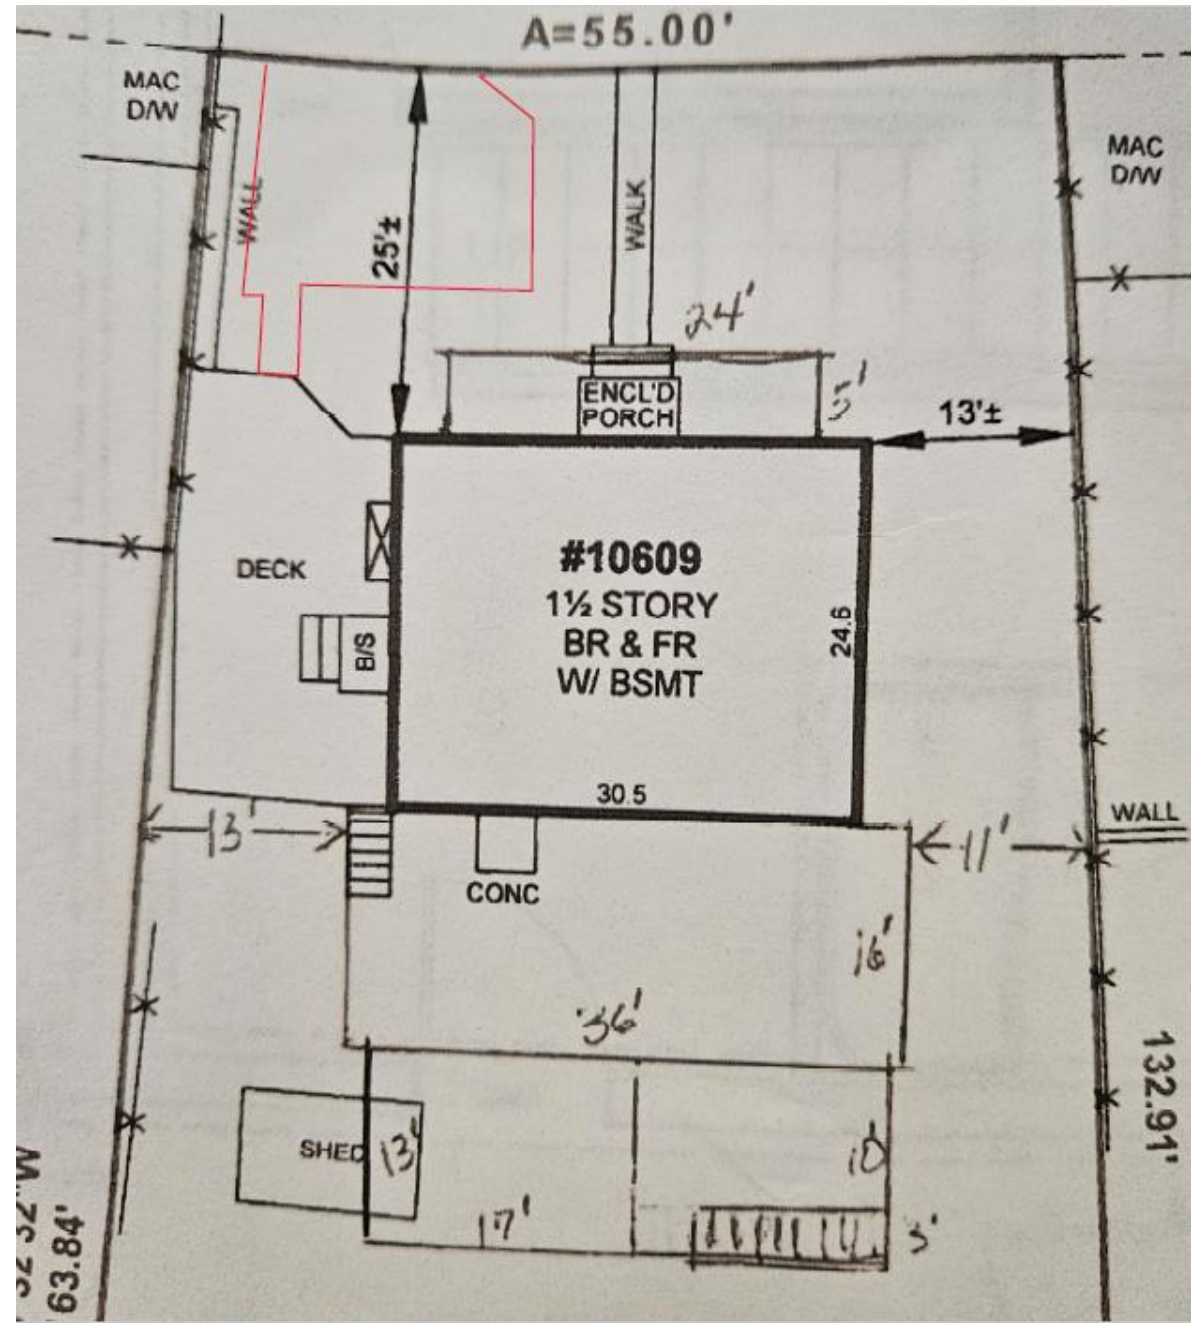 A=55.00'
MAC
D/W
MAC
D/W
WALL
25'±
WALK
24'
5'
ENCL'D
PORCH
13'±
#10609
1½ STORY
BR & FR
W/ BSMT
24.6
30.5
DECK
B/S
13'
11'
WALL
CONC
16'
36'
SHED
13'
10'
17'
3'
132.91'
32"W
63.84'